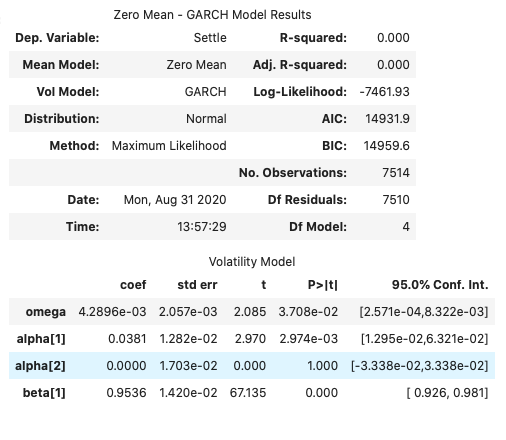 Zero Mean - GARCH Model Results
Dep. Variable: Settle R-squared: 0.000
Mean Model: Zero Mean Adj. R-squared: 0.000
Vol Model: GARCH Log-Likelihood: -7461.93
Distribution: Normal AIC: 14931.9
Method: Maximum Likelihood BIC: 14959.6
No. Observations: 7514
Date: Mon, Aug 31 2020 Df Residuals: 7510
Time: 13:57:29 Df Model: 4
Volatility Model
coef std err t P>|t| 95.0% Conf. Int.
omega 4.2896e-03 2.057e-03 2.085 3.708e-02 [2.571e-04,8.322e-03]
alpha[1] 0.0381 1.282e-02 2.970 2.974e-03 [1.295e-02,6.321e-02]
alpha[2] 0.0000 1.703e-02 0.000 1.000 [-3.338e-02,3.338e-02]
beta[1] 0.9536 1.420e-02 67.135 0.000 [ 0.926, 0.981]